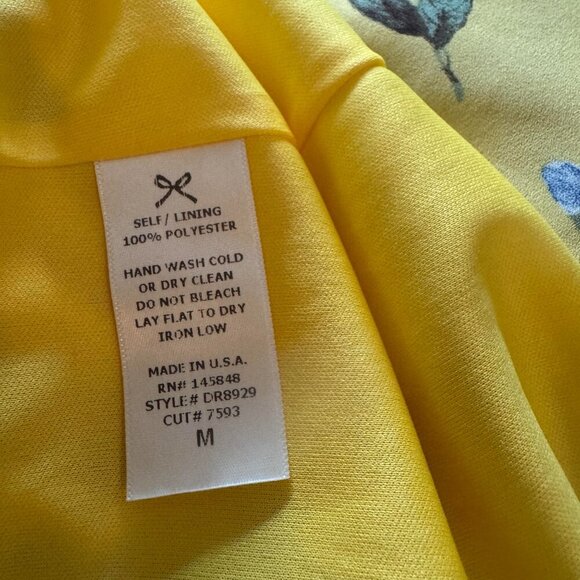 SELF/ LINING
100% POLYESTER
HAND WASH COLD
OR DRY CLEAN
DO NOT BLEACH
LAY FLAT TO DRY
IRON LOW
MADE IN U.S.A.
RN# 145848
STYLE# DR8929
CUT# 7593
M